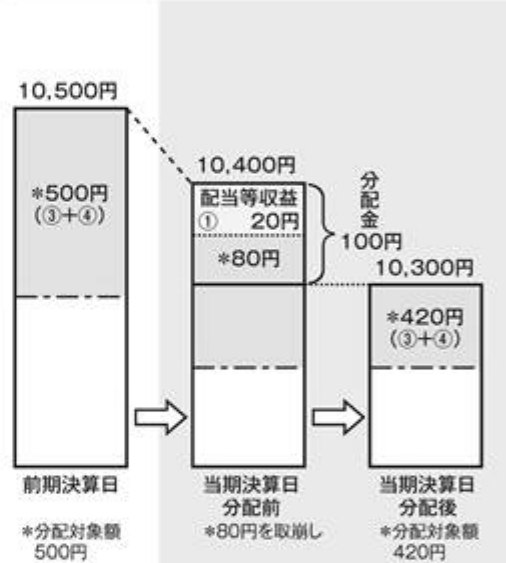 10,500円
*500円
(③+④)
前期決算日
*分配対象額
500円
10,400円
配当等収益
① 20円
*80円
分配金
100円
当期決算日
分配前
*80円を取崩し
10,300円
*420円
(③+④)
当期決算日
分配後
*分配対象額
420円